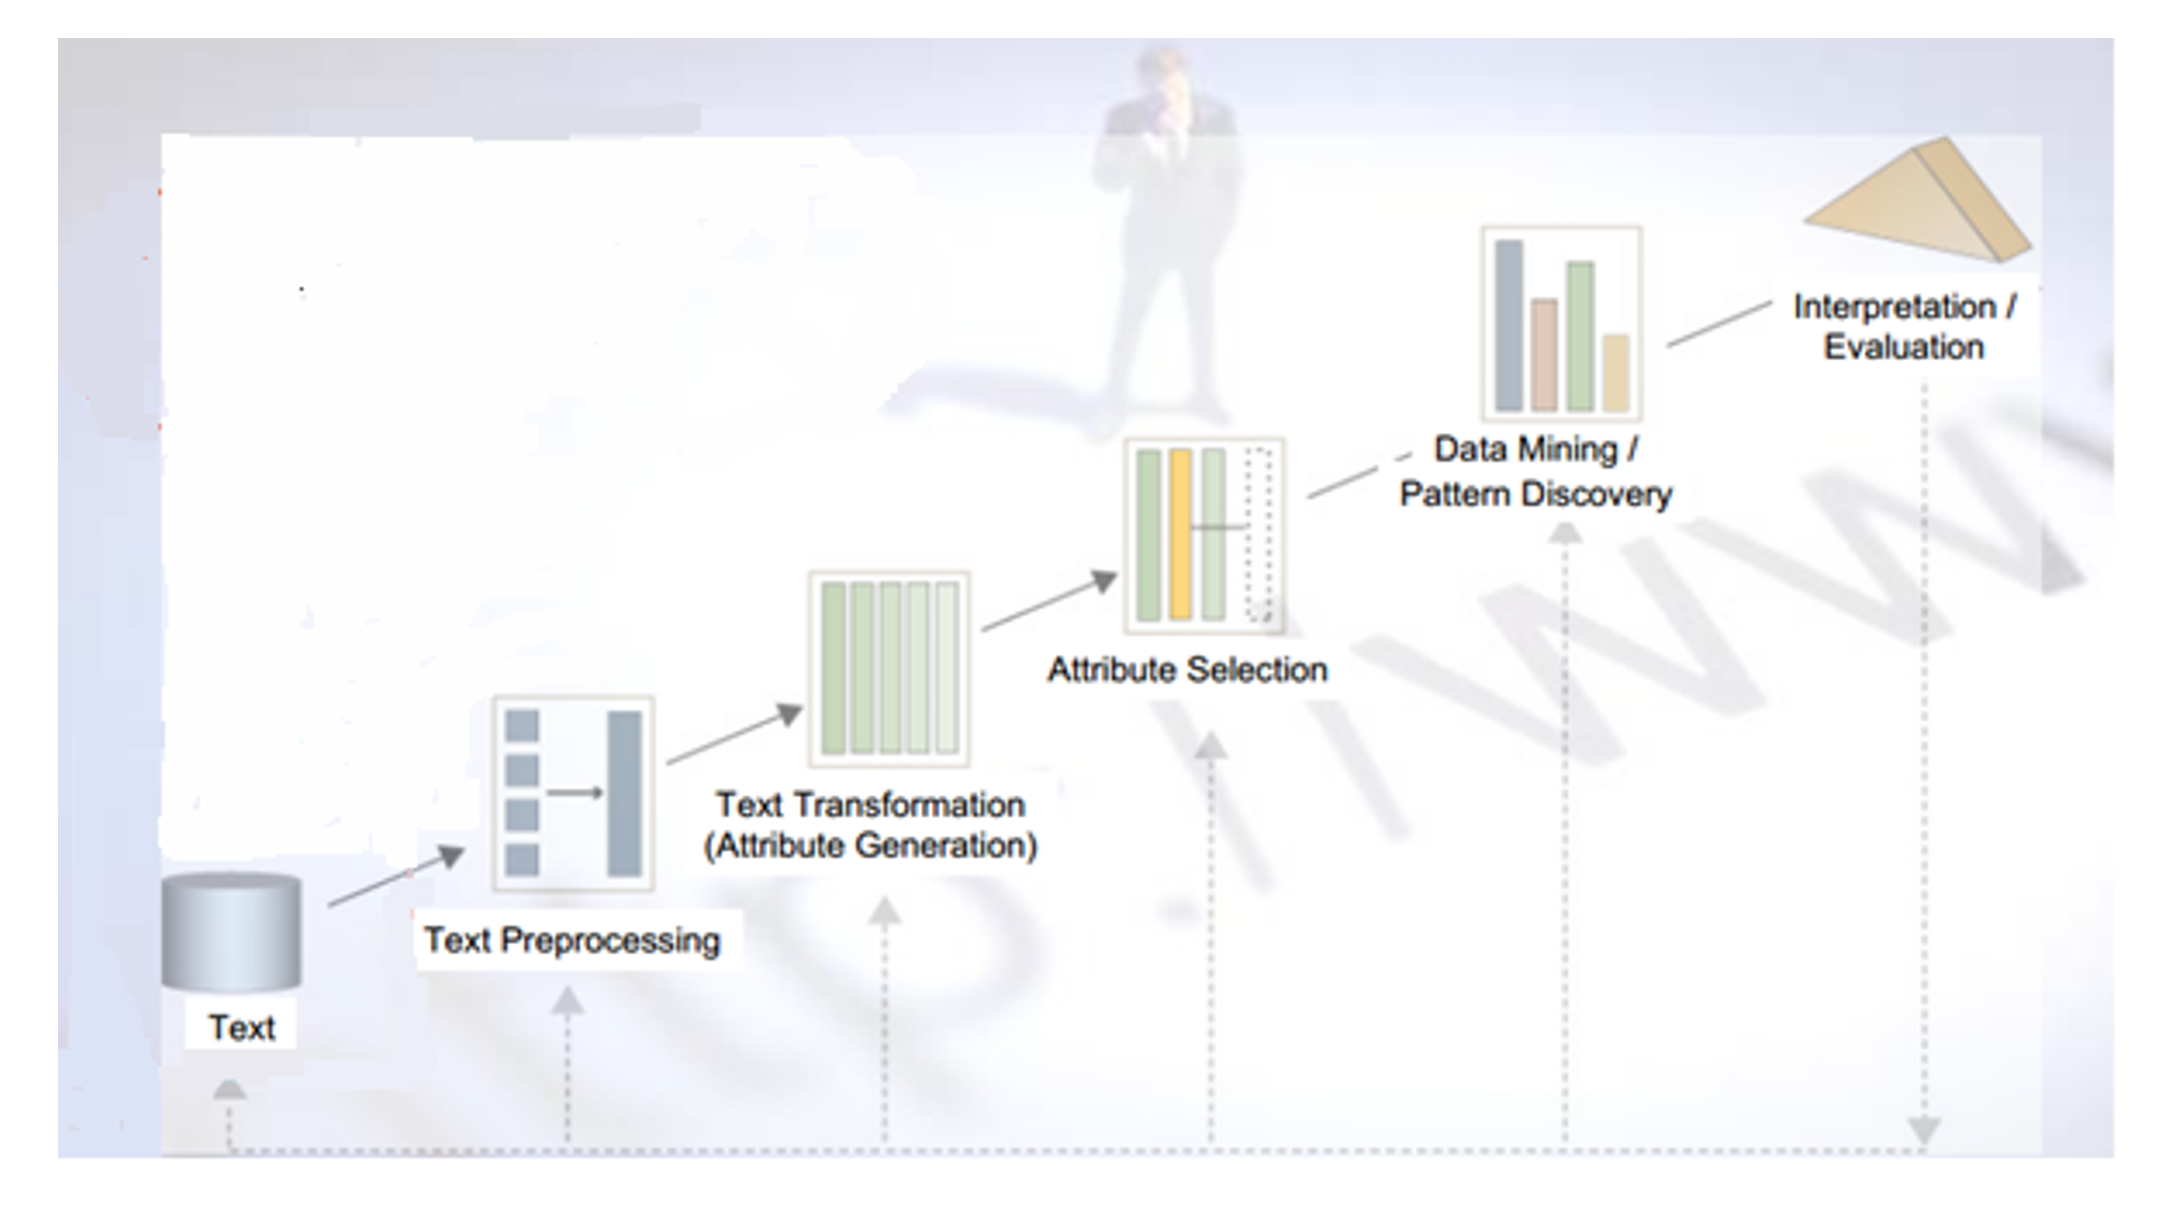 Interpretation /
Evaluation
Data Mining /
Pattern Discovery
Attribute Selection
Text Transformation
(Attribute Generation)
Text Preprocessing
Text